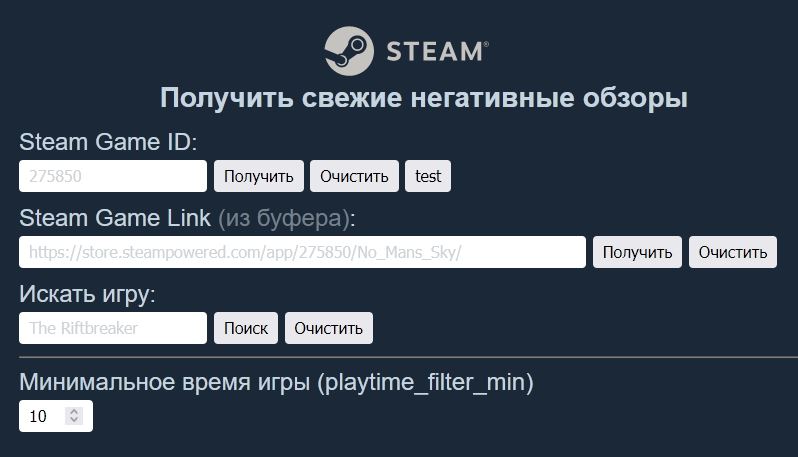 STEAM®
Получить свежие негативные обзоры
Steam Game ID:
275850 Получить Очистить test
Steam Game Link (из буфера):
https://store.steampowered.com/app/275850/No_Mans_Sky/ Получить Очистить
Искать игру:
The Riftbreaker Поиск Очистить
Минимальное время игры (playtime_filter_min)
10